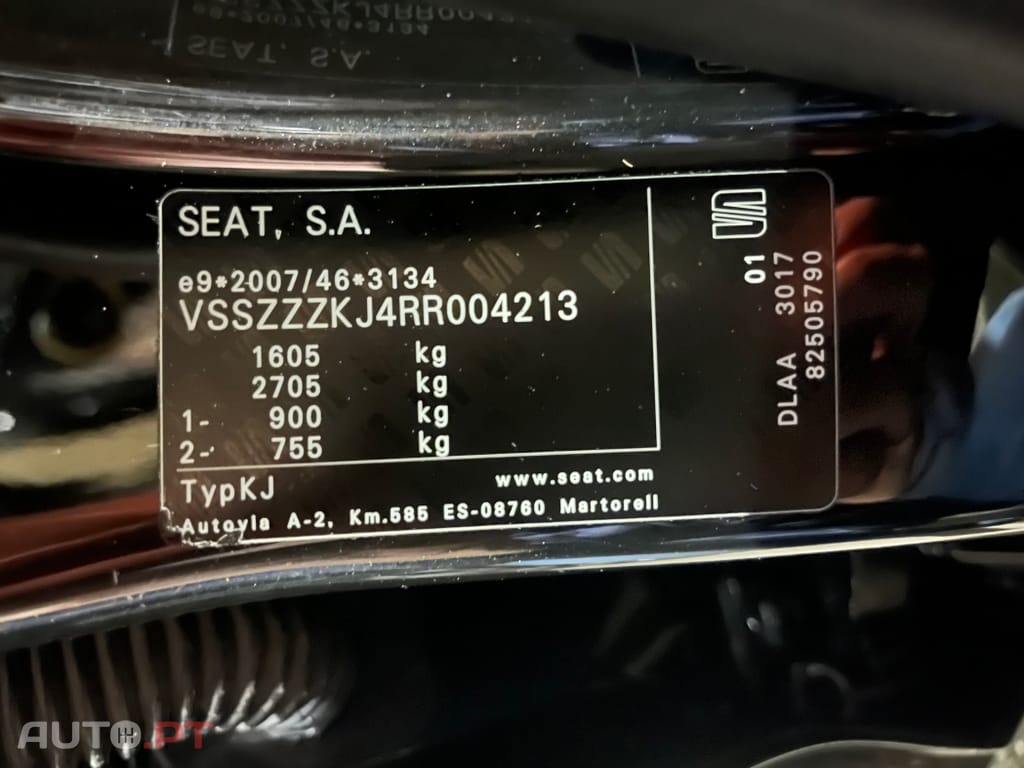 SEAT, S.A.
e9*2007/46*3134
VSSZZZKJ4RR004213
1605 kg
2705 kg
1- 900 kg
2- 755 kg
TypKJ
www.seat.com
Autovia A-2, Km.585 ES-08760 Martorell
01
DLAA 3017
82505790
AUTO.PT